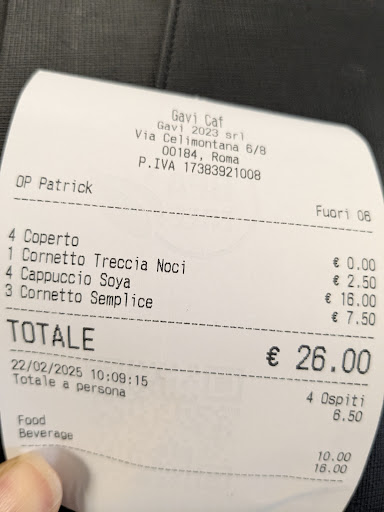 Gavi Caf
Gavi 2023 srl
Via Celimontana 6/8
00184, Roma
P.IVA 17383921008
OP Patrick Fuori 06
4 Coperto € 0.00
1 Cornetto Treccia Noci € 2.50
4 Cappuccio Soya € 16.00
3 Cornetto Semplice € 7.50
TOTALE € 26.00
22/02/2025 10:09:15 4 Ospiti
Totale a persona 6.50
Food 10.00
Beverage 16.00